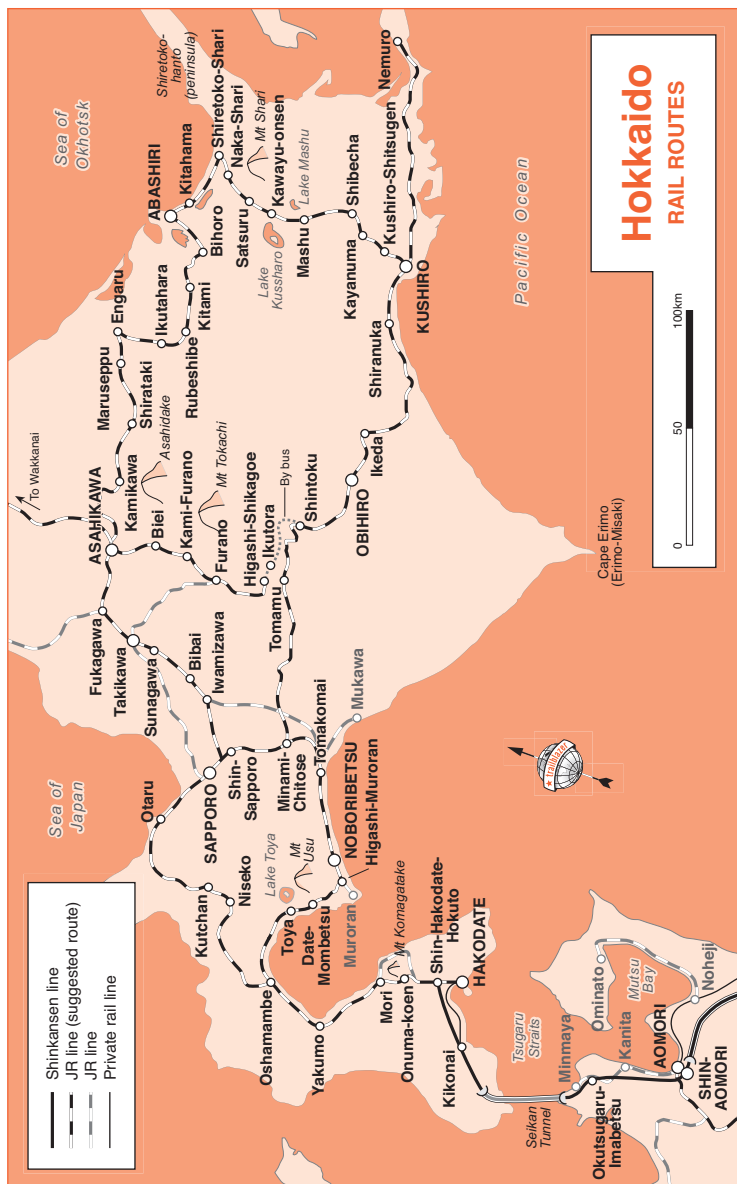 Hokkaido
RAIL ROUTES
0
50
100km
Shinkansen line
JR line (suggested route)
JR line
Private rail line
Sea of
Japan
Sea of
Okhotsk
Pacific Ocean
To Wakkanai
Shiretoko-
hanto
(peninsula)
ABASHIRI
Kitahama
Shiretoko-Shari
Naka-Shari
Mt Shari
Satsuru
Kawayu-onsen
Lake
Kussharo
Lake Mashu
Mashu
Shibecha
Kayanuma
Kushiro-Shitsugen
KUSHIRO
Nemuro
Bihoro
Kitami
Rubeshibe
Ikutahara
Engaru
Maruseppu
Shirataki
Kamikawa
Asahidake
ASAHIKAWA
Biei
Kami-Furano
Mt Tokachi
Furano
Higashi-Shikagoe
Ikutora
By bus
Shintoku
Tomamu
OBIHIRO
Ikeda
Shiranuka
Cape Erimo
(Erimo-Misaki)
Fukagawa
Takikawa
Sunagawa
Bibai
Iwamizawa
SAPPORO
Shin-
Sapporo
Minami-
Chitose
Tomakomai
Mukawa
Otaru
Kutchan
Niseko
Lake Toya
Mt
Usu
Toya
Date-
Mombetsu
NOBORIBETSU
Higashi-Muroran
Muroran
Oshamambe
Yakumo
Mori
Mt Komagatake
Onuma-koen
Shin-Hakodate-
Hokuto
HAKODATE
Kikonai
Tsugaru
Straits
Seikan
Tunnel
Minmaya
Okutsugaru-
Imabetsu
Kanita
Ominato
Mutsu
Bay
Noheji
AOMORI
SHIN-
AOMORI
★ trailblazer